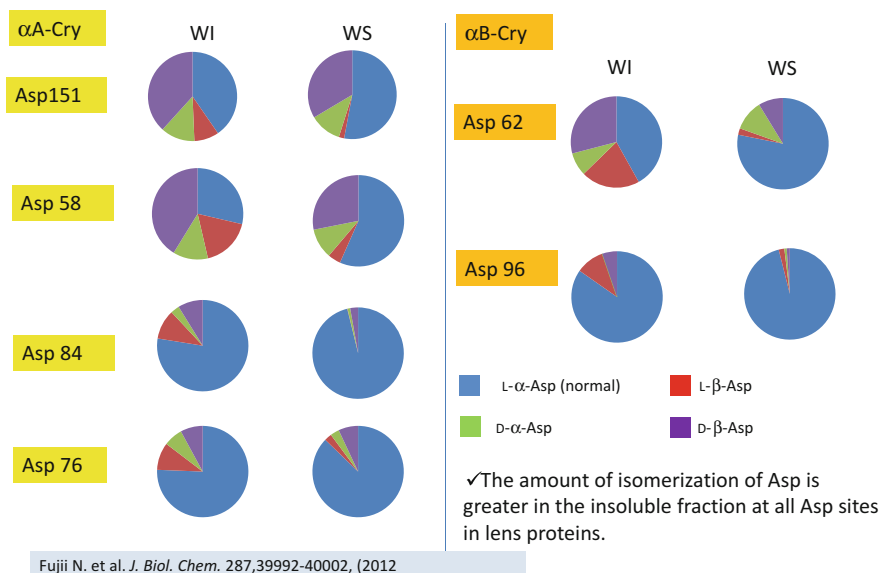 αA-Cry
WI
WS
Asp151
Asp 58
Asp 84
Asp 76
αB-Cry
WI
WS
Asp 62
Asp 96
L-α-Asp (normal)
L-β-Asp
D-α-Asp
D-β-Asp
✓The amount of isomerization of Asp is
greater in the insoluble fraction at all Asp sites
in lens proteins.
Fujii N. et al. J. Biol. Chem. 287,39992-40002, (2012